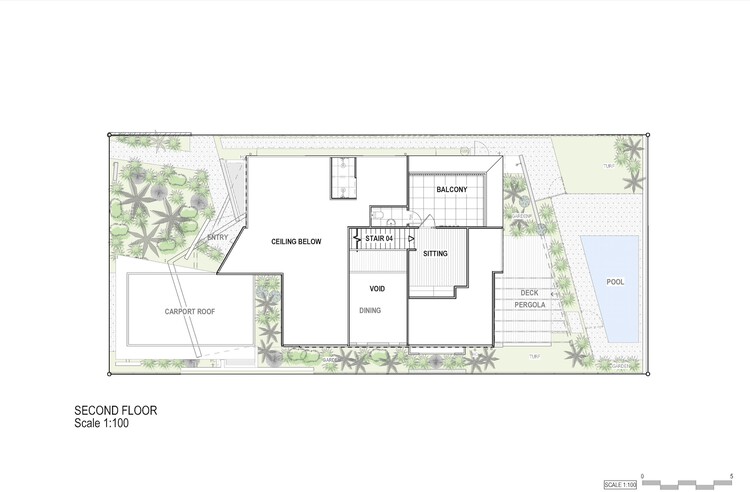 TURF
BALCONY
GARDEN
ENTRY
CEILING BELOW
STAIR 04
SITTING
POOL
VOID
DECK
PERGOLA
DINING
CARPORT ROOF
TURF
GARDEN
GARDEN
SECOND FLOOR
Scale 1:100
0 5
SCALE 1:100